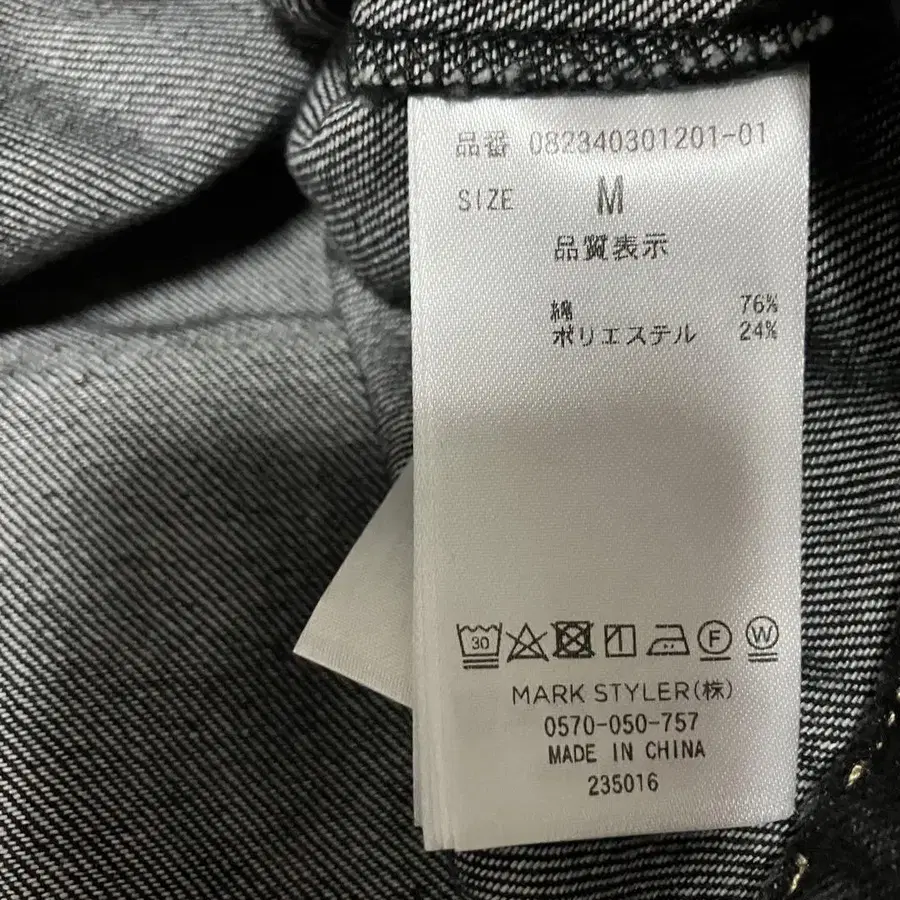 品番 082340301201-01
SIZE M
品質表示
綿 76%
ポリエステル 24%
30 F W
MARK STYLER(株)
0570-050-757
MADE IN CHINA
235016